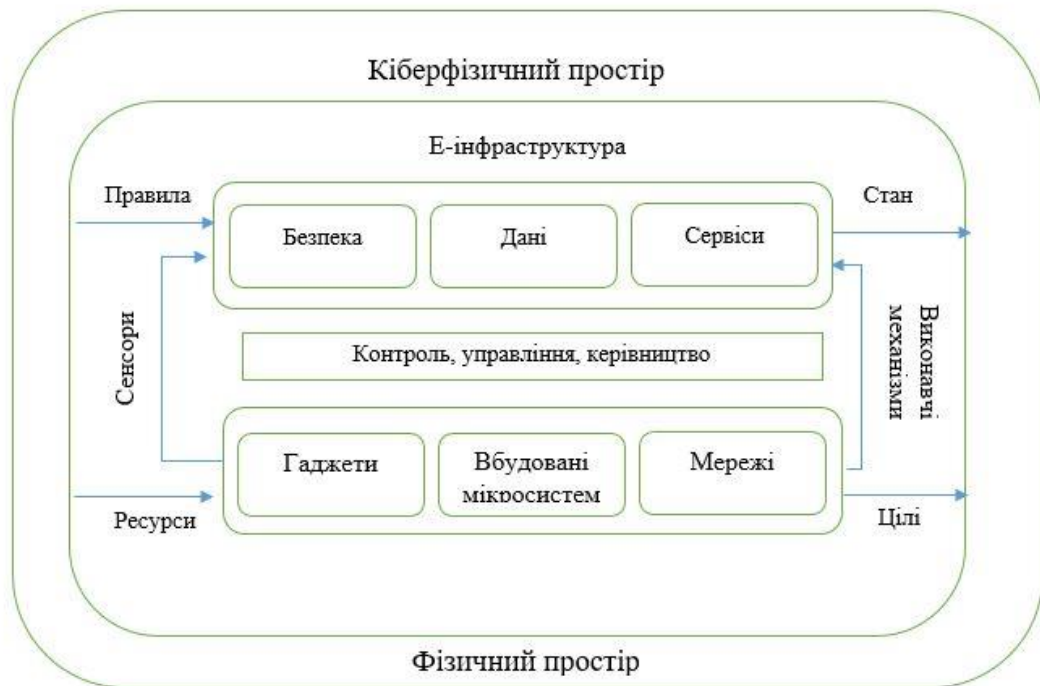 Кіберфізичний простір
Е-інфраструктура
Правила
Стан
Безпека
Дані
Сервіси
Сенсори
Контроль, управління, керівництво
Виконавчі
механізми
Гаджети
Вбудовані
мікросистем
Мережі
Ресурси
Цілі
Фізичний простір